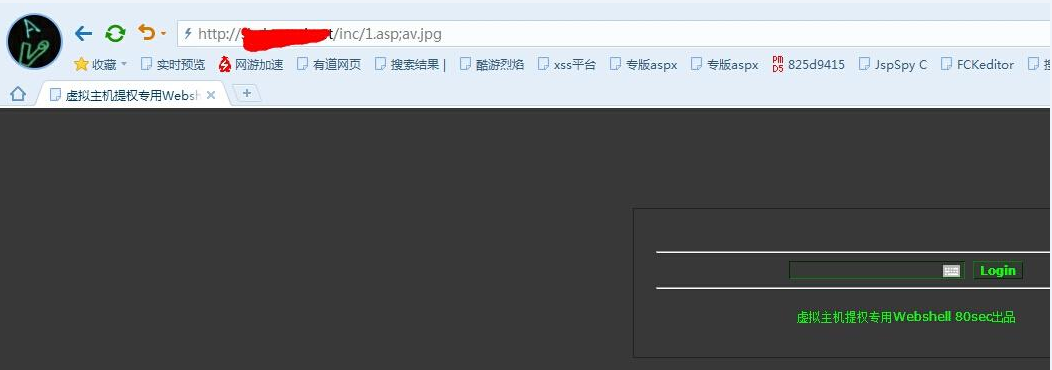 http:// t/inc/1.asp;av.jpg
收藏 实时预览 网游加速 有道网页 搜索结果 | 酷游烈焰 xss平台 专版aspx 专版aspx PM D5 825d9415 JspSpy C FCKeditor
虚拟主机提权专用Websh
Login
虚拟主机提权专用Webshell 80sec出品